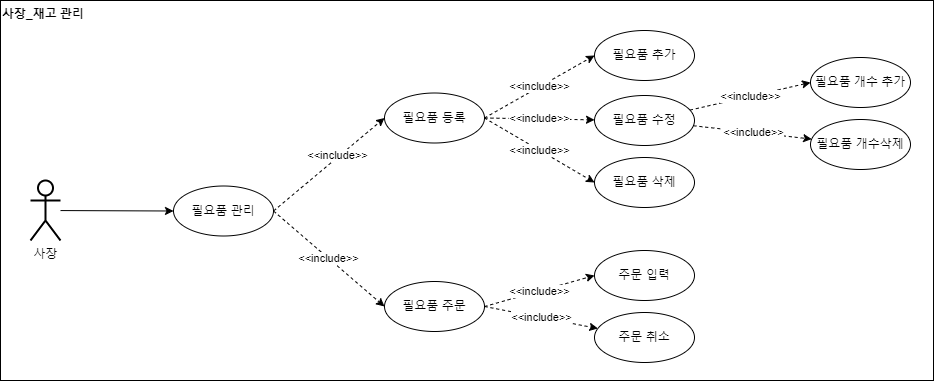 사장_재고 관리
필요품 추가
<<include>>
필요품 개수 추가
<<include>>
필요품 등록
<<include>>
필요품 수정
<<include>>
필요품 개수삭제
<<include>>
<<include>>
필요품 삭제
필요품 관리
사장
<<include>>
주문 입력
<<include>>
필요품 주문
<<include>>
주문 취소